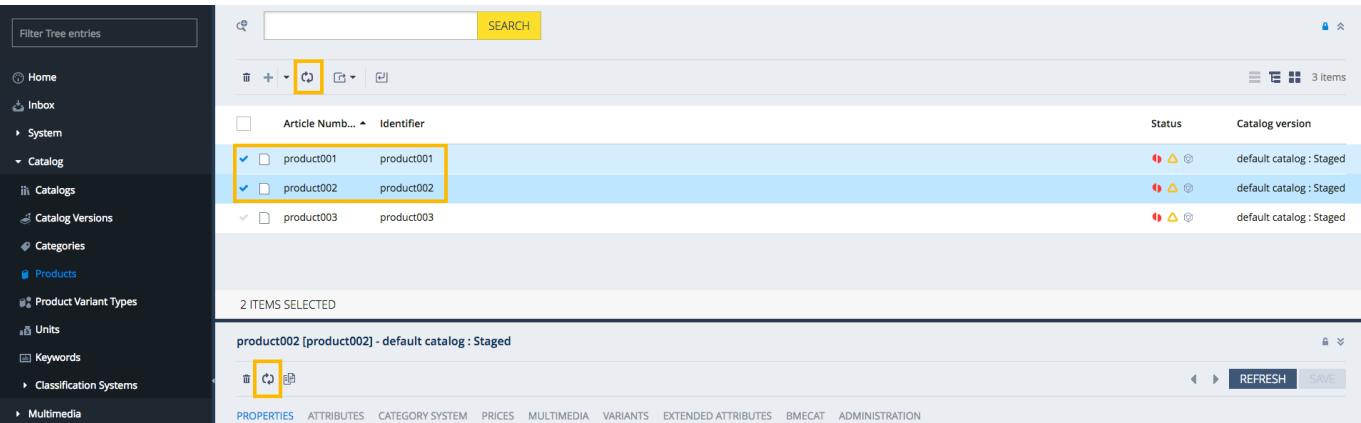 Filter Tree entries
Home
Inbox
System
Catalog
Catalogs
Catalog Versions
Categories
Products
Product Variant Types
Units
Keywords
Classification Systems
Multimedia
SEARCH
3 items
Article Numb... Identifier Status Catalog version
product001 product001 default catalog : Staged
product002 product002 default catalog : Staged
product003 product003 default catalog : Staged
2 ITEMS SELECTED
product002 [product002] - default catalog : Staged
REFRESH SAVE
PROPERTIES ATTRIBUTES CATEGORY SYSTEM PRICES MULTIMEDIA VARIANTS EXTENDED ATTRIBUTES BMECAT ADMINISTRATION